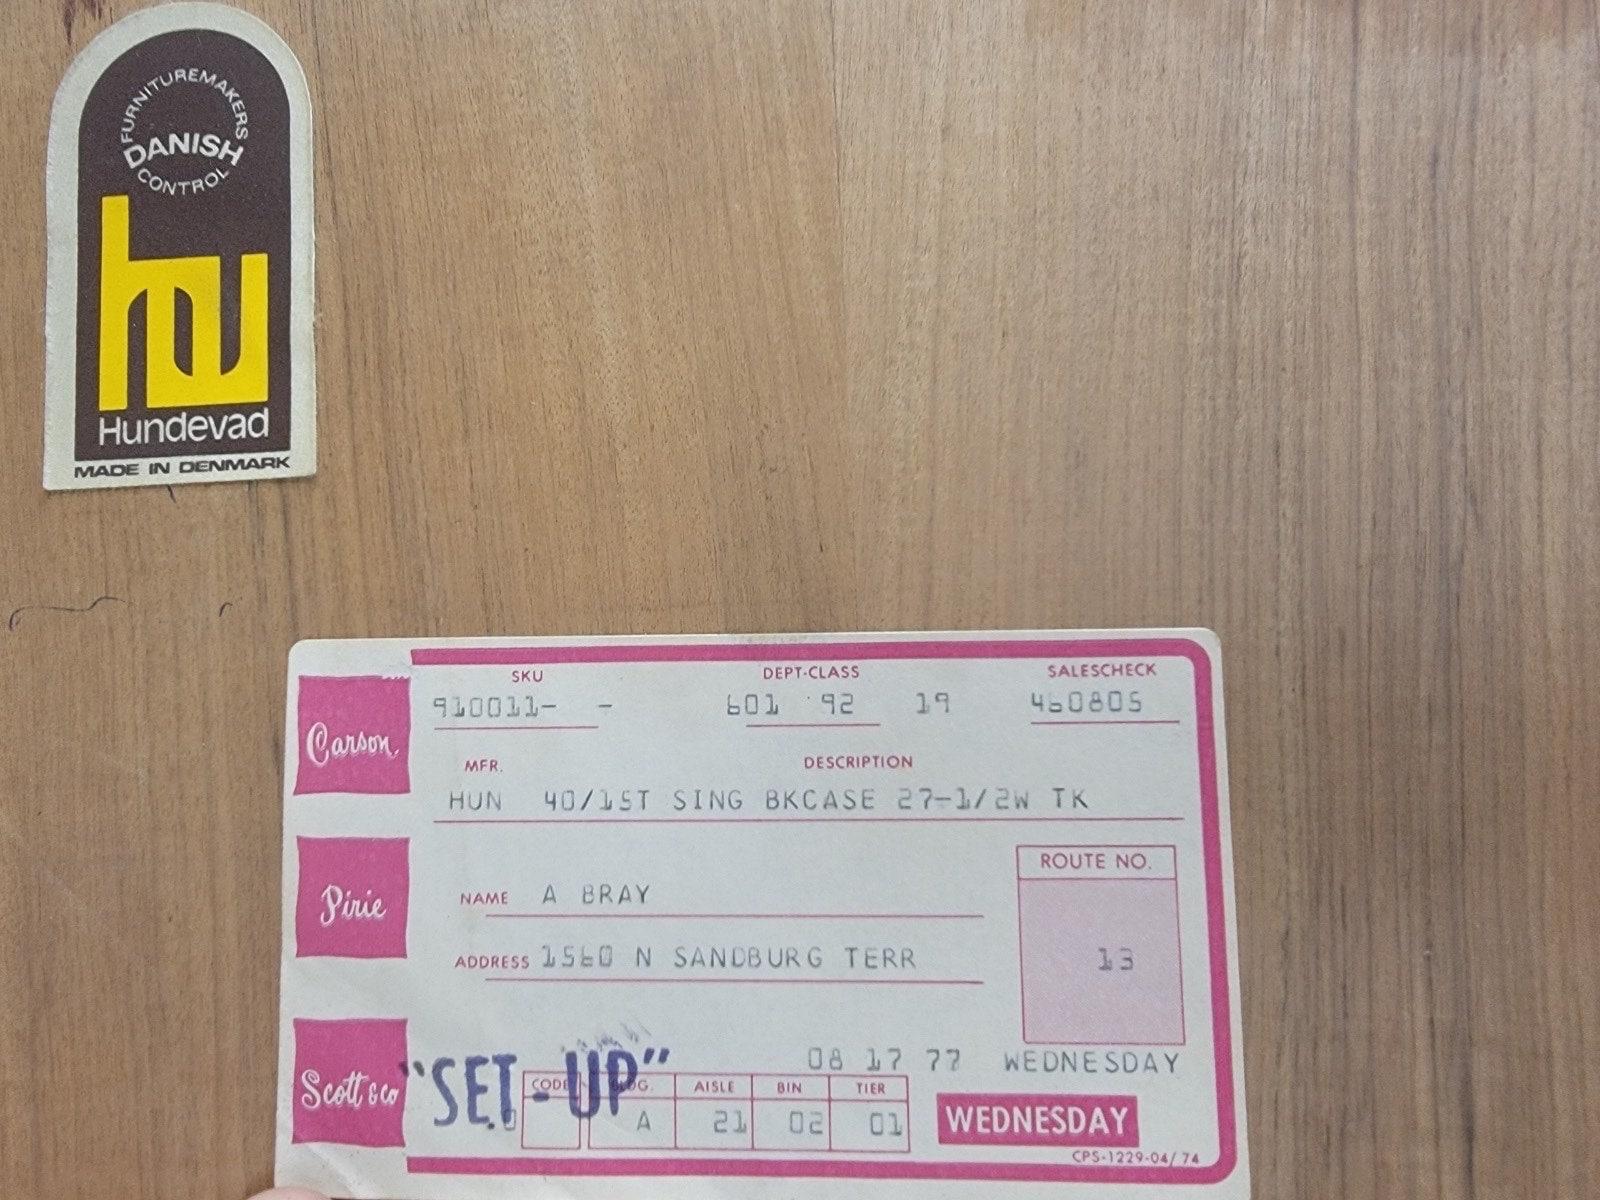 FURNITUREMAKERS
DANISH
CONTROL
hu
Hundevad
MADE IN DENMARK
Carson
Pirie
Scott & co
SKU DEPT-CLASS SALESCHECK
910011- - 601 92 19 460805
MFR. DESCRIPTION
HUN 40/1ST SING BKCASE 27-1/2W TK
ROUTE NO.
13
NAME A BRAY
ADDRESS 1560 N SANDBURG TERR
08 17 77 WEDNESDAY
"SET-UP"
CODE BLDG. AISLE BIN TIER
0 A 21 02 01
WEDNESDAY
CPS-1229-04/74